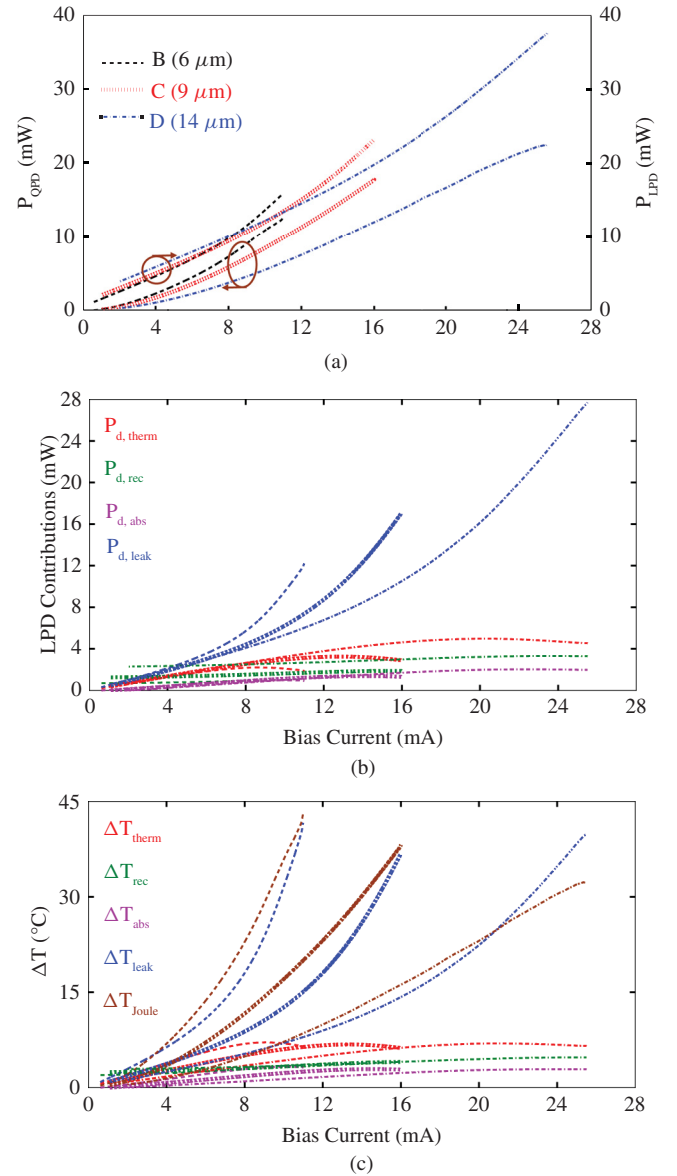 40
30
20
10
0
P_QPD (mW)
B (6 μm)
C (9 μm)
D (14 μm)
40
30
20
10
0
P_LPD (mW)
0 4 8 12 16 20 24 28
(a)
28
24
20
16
12
8
4
0
LPD Contributions (mW)
P_d, therm
P_d, rec
P_d, abs
P_d, leak
0 4 8 12 16 20 24 28
Bias Current (mA)
(b)
45
30
15
0
ΔT (°C)
ΔT_therm
ΔT_rec
ΔT_abs
ΔT_leak
ΔT_Joule
0 4 8 12 16 20 24 28
Bias Current (mA)
(c)